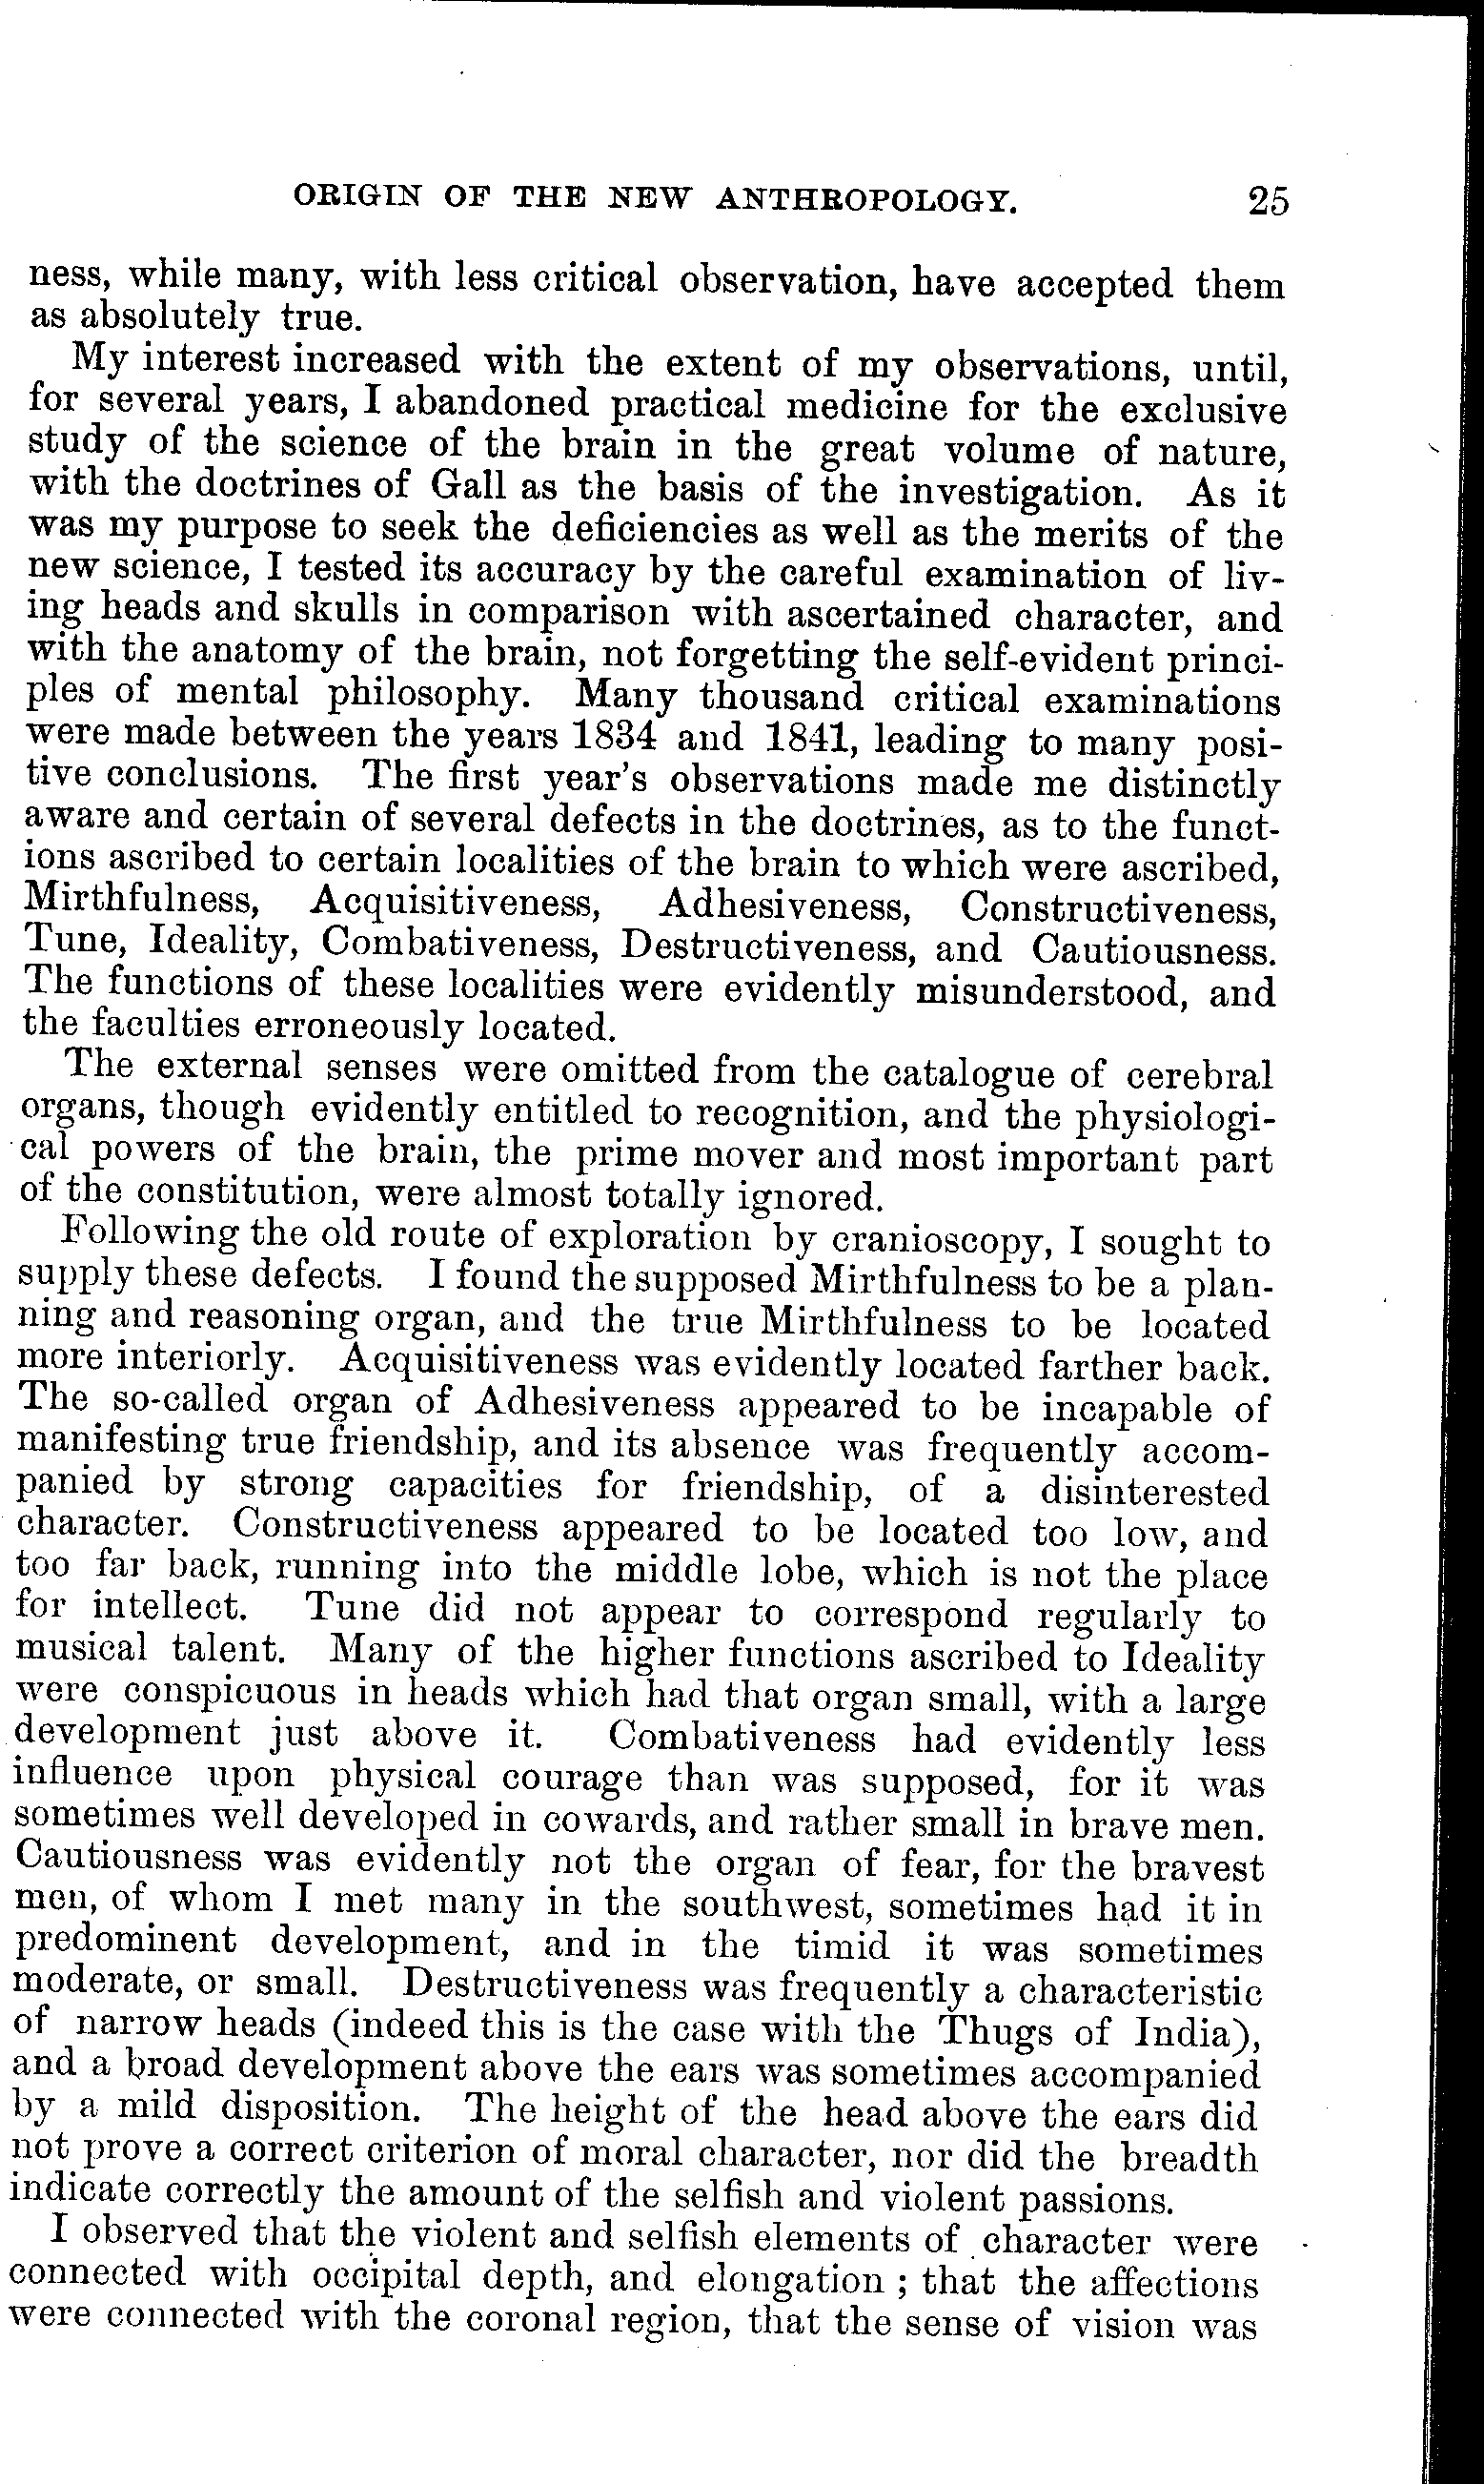 ORIGIN OF THE NEW ANTHROPOLOGY. 25
ness, while many, with less critical observation, have accepted them
as absolutely true.
My interest increased with the extent of my observations, until,
for several years, I abandoned practical medicine for the exclusive
study of the science of the brain in the great volume of nature,
with the doctrines of Gall as the basis of the investigation. As it
was my purpose to seek the deficiencies as well as the merits of the
new science, I tested its accuracy by the careful examination of liv-
ing heads and skulls in comparison with ascertained character, and
with the anatomy of the brain, not forgetting the self-evident princi-
ples of mental philosophy. Many thousand critical examinations
were made between the years 1834 and 1841, leading to many posi-
tive conclusions. The first year's observations made me distinctly
aware and certain of several defects in the doctrines, as to the funct-
ions ascribed to certain localities of the brain to which were ascribed,
Mirthfulness, Acquisitiveness, Adhesiveness, Constructiveness,
Tune, Ideality, Combativeness, Destructiveness, and Cautiousness.
The functions of these localities were evidently misunderstood, and
the faculties erroneously located.
The external senses were omitted from the catalogue of cerebral
organs, though evidently entitled to recognition, and the physiologi-
cal powers of the brain, the prime mover and most important part
of the constitution, were almost totally ignored.
Following the old route of exploration by cranioscopy, I sought to
supply these defects. I found the supposed Mirthfulness to be a plan-
ning and reasoning organ, and the true Mirthfulness to be located
more interiorly. Acquisitiveness was evidently located farther back.
The so-called organ of Adhesiveness appeared to be incapable of
manifesting true friendship, and its absence was frequently accom-
panied by strong capacities for friendship, of a disinterested
character. Constructiveness appeared to be located too low, and
too far back, running into the middle lobe, which is not the place
for intellect. Tune did not appear to correspond regularly to
musical talent. Many of the higher functions ascribed to Ideality
were conspicuous in heads which had that organ small, with a large
development just above it. Combativeness had evidently less
influence upon physical courage than was supposed, for it was
sometimes well developed in cowards, and rather small in brave men.
Cautiousness was evidently not the organ of fear, for the bravest
men, of whom I met many in the southwest, sometimes had it in
predominent development, and in the timid it was sometimes
moderate, or small. Destructiveness was frequently a characteristic
of narrow heads (indeed this is the case with the Thugs of India),
and a broad development above the ears was sometimes accompanied
by a mild disposition. The height of the head above the ears did
not prove a correct criterion of moral character, nor did the breadth
indicate correctly the amount of the selfish and violent passions.
I observed that the violent and selfish elements of character were
connected with occipital depth, and elongation ; that the affections
were connected with the coronal region, that the sense of vision was